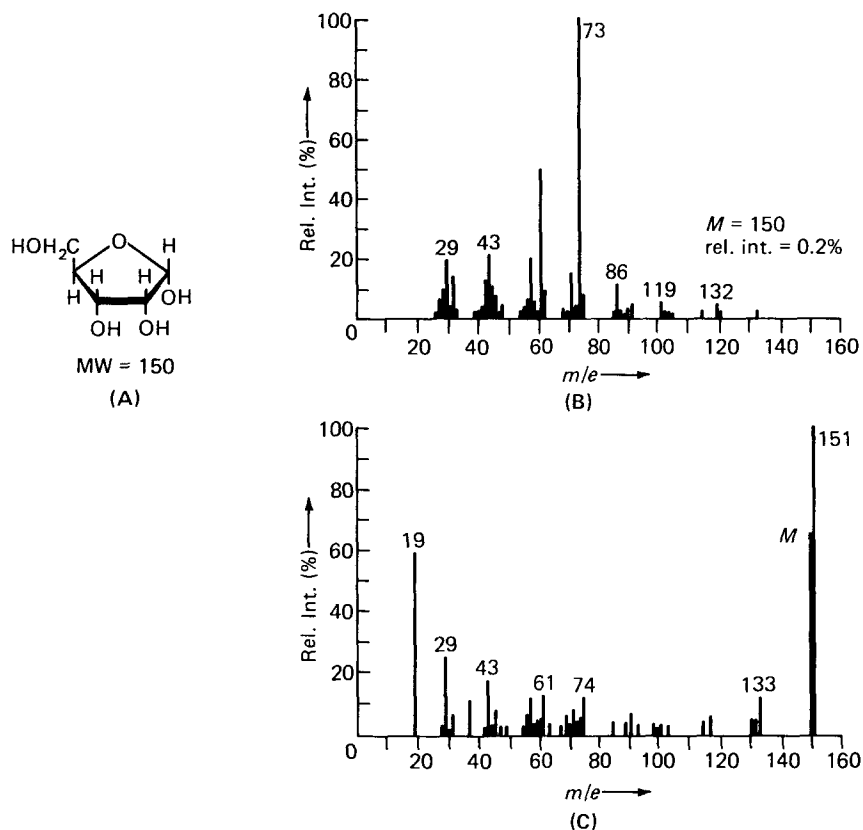 HOH₂C
O
H
H
H
H
OH
OH
OH
MW = 150
(A)
Rel. Int. (%)
100
80
60
40
20
0
29
43
73
86
119
132
M = 150
rel. int. = 0.2%
20
40
60
80
100
120
140
160
m/e
(B)
Rel. Int. (%)
100
80
60
40
20
0
19
29
43
61
74
133
M
151
20
40
60
80
100
120
140
160
m/e
(C)